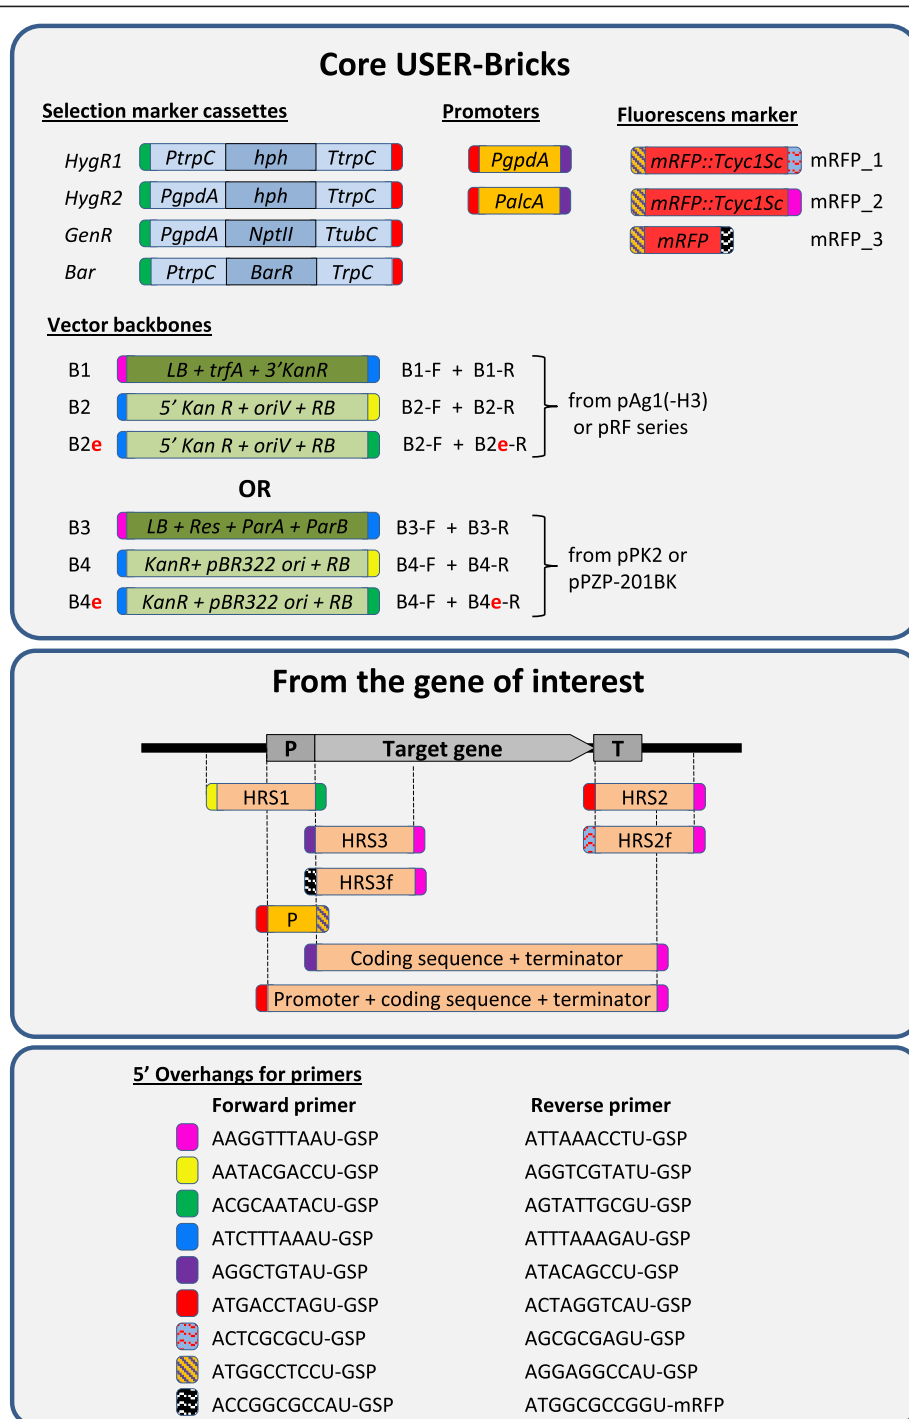 Core USER-Bricks
Selection marker cassettes
Promoters
Fluorescens marker
HygR1 PtrpC hph TtrpC
HygR2 PgpdA hph TtrpC
GenR PgpdA NptII TtubC
Bar PtrpC BarR TrpC
PgpdA
PalcA
mRFP::Tcyc1Sc mRFP_1
mRFP::Tcyc1Sc mRFP_2
mRFP mRFP_3
Vector backbones
B1 LB + trfA + 3'KanR B1-F + B1-R
B2 5' Kan R + oriV + RB B2-F + B2-R
B2e 5' Kan R + oriV + RB B2-F + B2e-R
from pAg1(-H3)
or pRF series
OR
B3 LB + Res + ParA + ParB B3-F + B3-R
B4 KanR+ pBR322 ori + RB B4-F + B4-R
B4e KanR + pBR322 ori + RB B4-F + B4e-R
from pPK2 or
pPZP-201BK
From the gene of interest
P Target gene T
HRS1 HRS2
HRS3 HRS2f
HRS3f
P
Coding sequence + terminator
Promoter + coding sequence + terminator
5' Overhangs for primers
Forward primer Reverse primer
AAGGTTTAAU-GSP ATTAAACCTU-GSP
AATACGACCU-GSP AGGTCGTATU-GSP
ACGCAATACU-GSP AGTATTGCGU-GSP
ATCTTTAAAU-GSP ATTTAAAGAU-GSP
AGGCTGTAU-GSP ATACAGCCU-GSP
ATGACCTAGU-GSP ACTAGGTCAU-GSP
ACTCGCGCU-GSP AGCGCGAGU-GSP
ATGGCCTCCU-GSP AGGAGGCCAU-GSP
ACCGGCGCCAU-GSP ATGGCGCCGGU-mRFP